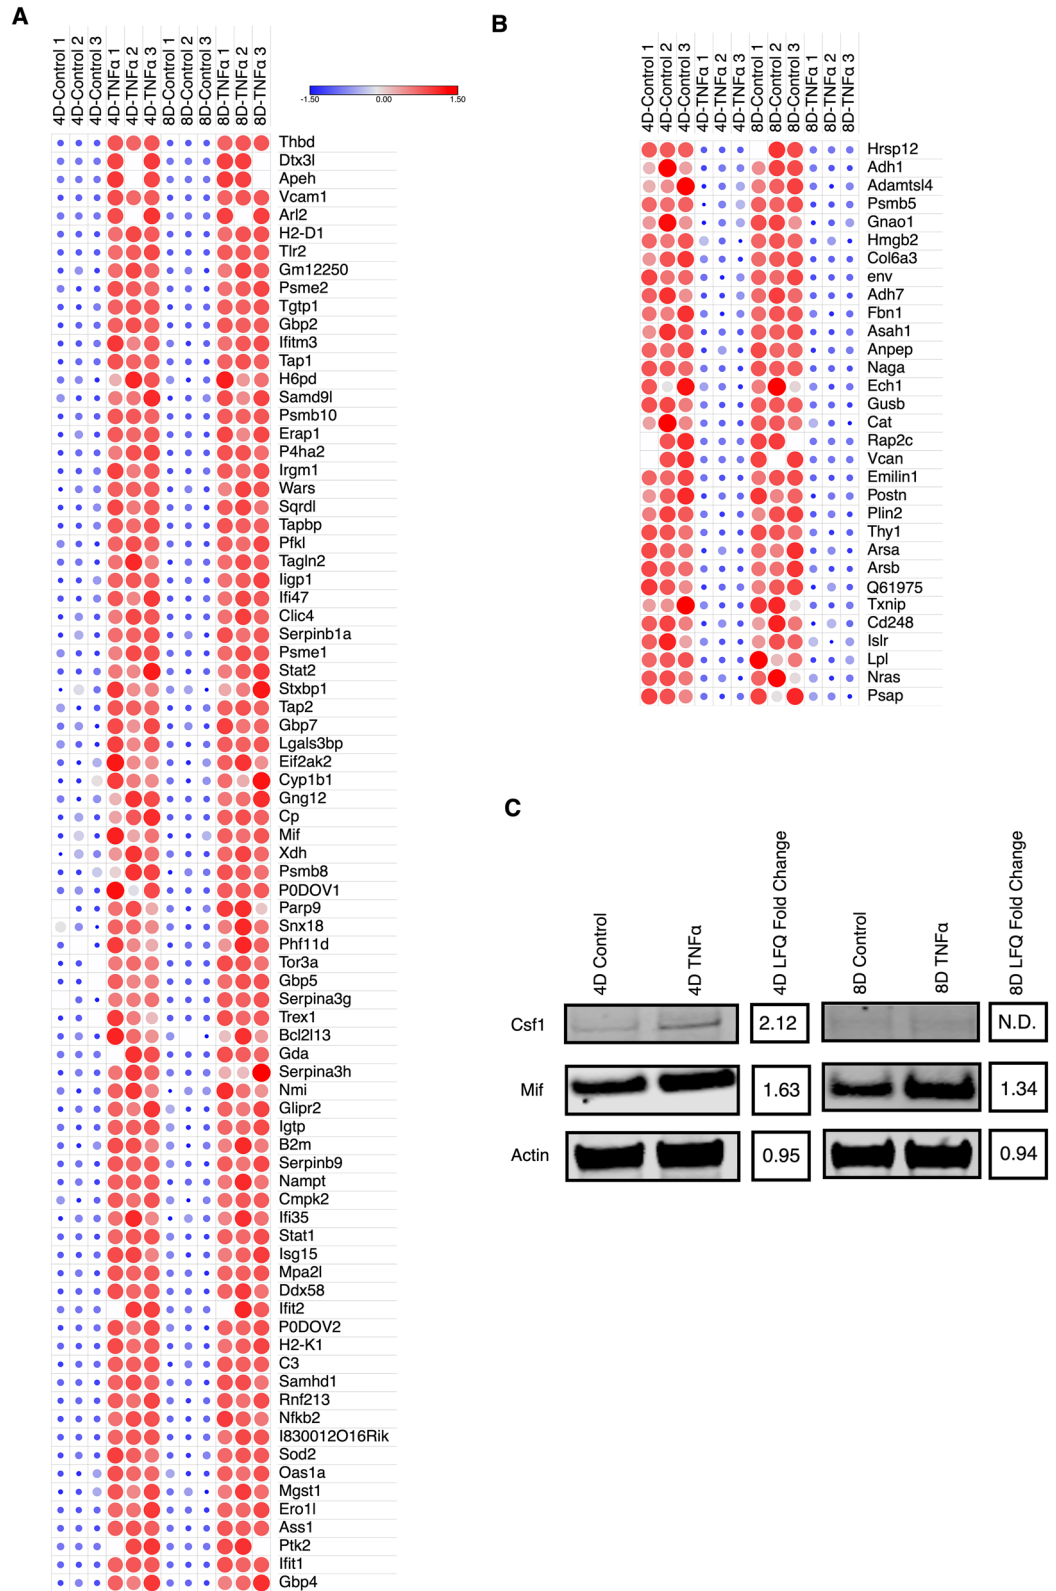 A
4D-Control 1
4D-Control 2
4D-Control 3
4D-TNFα 1
4D-TNFα 2
4D-TNFα 3
8D-Control 1
8D-Control 2
8D-Control 3
8D-TNFα 1
8D-TNFα 2
8D-TNFα 3
-1.50 0.00 1.50
Thbd
Dtx3l
Apeh
Vcam1
Arl2
H2-D1
Tlr2
Gm12250
Psme2
Tgtp1
Gbp2
Ifitm3
Tap1
H6pd
Samd9l
Psmb10
Erap1
P4ha2
Irgm1
Wars
Sqrdl
Tapbp
Pfkl
Tagln2
Iigp1
Ifi47
Clic4
Serpinb1a
Psme1
Stat2
Stxbp1
Tap2
Gbp7
Lgals3bp
Eif2ak2
Cyp1b1
Gng12
Cp
Mif
Xdh
Psmb8
P0DOV1
Parp9
Snx18
Phf11d
Tor3a
Gbp5
Serpina3g
Trex1
Bcl2l13
Gda
Serpina3h
Nmi
Glipr2
Igtp
B2m
Serpinb9
Nampt
Cmpk2
Ifi35
Stat1
Isg15
Mpa2l
Ddx58
Ifit2
P0DOV2
H2-K1
C3
Samhd1
Rnf213
Nfkb2
I830012O16Rik
Sod2
Oas1a
Mgst1
Ero1l
Ass1
Ptk2
Ifit1
Gbp4
B
4D-Control 1
4D-Control 2
4D-Control 3
4D-TNFα 1
4D-TNFα 2
4D-TNFα 3
8D-Control 1
8D-Control 2
8D-Control 3
8D-TNFα 1
8D-TNFα 2
8D-TNFα 3
Hrsp12
Adh1
Adamtsl4
Psmb5
Gnao1
Hmgb2
Col6a3
env
Adh7
Fbn1
Asah1
Anpep
Naga
Ech1
Gusb
Cat
Rap2c
Vcan
Emilin1
Postn
Plin2
Thy1
Arsa
Arsb
Q61975
Txnip
Cd248
Islr
Lpl
Nras
Psap
C
4D Control
4D TNFα
4D LFQ Fold Change
8D Control
8D TNFα
8D LFQ Fold Change
Csf1 2.12 N.D.
Mif 1.63 1.34
Actin 0.95 0.94